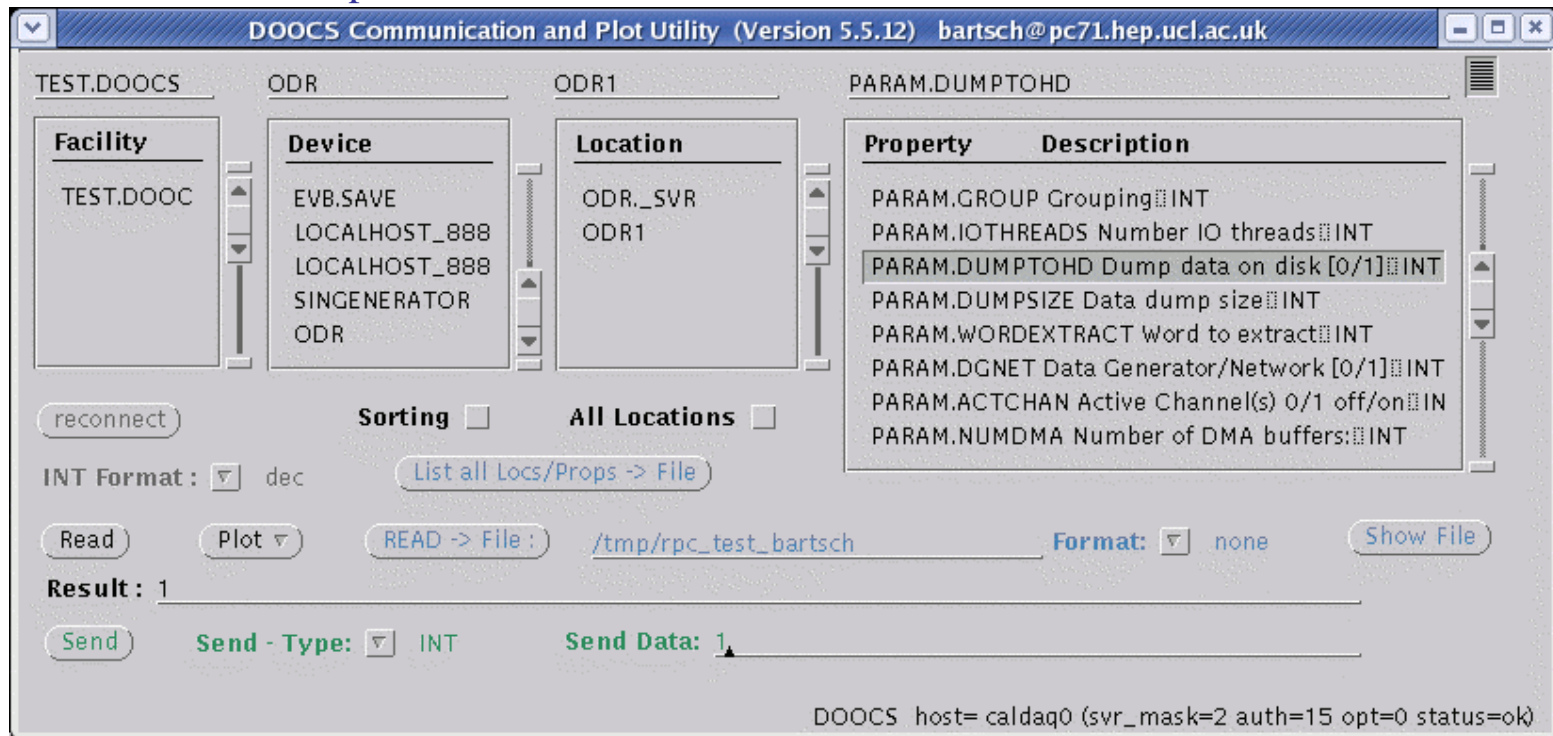 DOOCS Communication and Plot Utility (Version 5.5.12) bartsch@pc71.hep.ucl.ac.uk
TEST.DOOCS ODR ODR1 PARAM.DUMPTOHD
Facility
TEST.DOOC
Device
EVB.SAVE
LOCALHOST_888
LOCALHOST_888
SINGENERATOR
ODR
Location
ODR._SVR
ODR1
Property Description
PARAM.GROUP Grouping INT
PARAM.IOTHREADS Number IO threads INT
PARAM.DUMPTOHD Dump data on disk [0/1] INT
PARAM.DUMPSIZE Data dump size INT
PARAM.WORDEXTRACT Word to extract INT
PARAM.DGNET Data Generator/Network [0/1] INT
PARAM.ACTCHAN Active Channel(s) 0/1 off/on IN
PARAM.NUMDMA Number of DMA buffers: INT
reconnect Sorting All Locations
INT Format : dec List all Locs/Props -> File
Read Plot READ -> File : /tmp/rpc_test_bartsch Format: none Show File
Result : 1
Send Send - Type: INT Send Data: 1
DOOCS host= caldaq0 (svr_mask=2 auth=15 opt=0 status=ok)